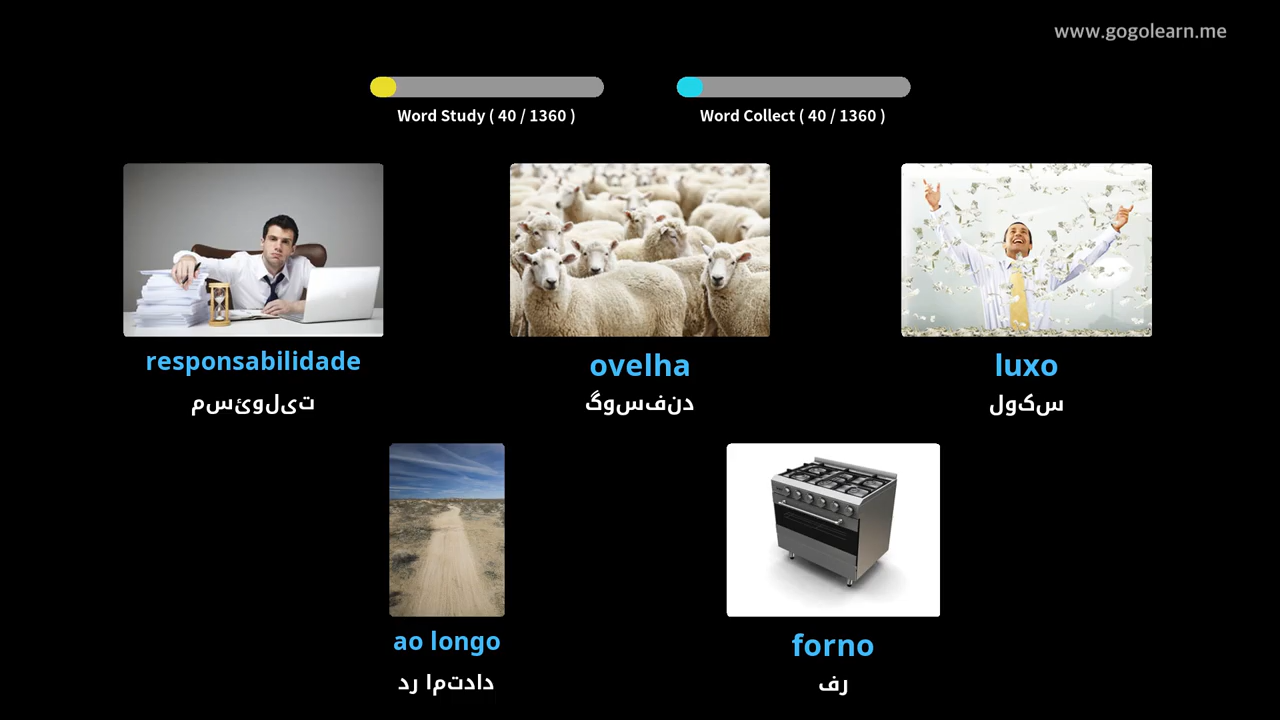 www.gogolearn.me
Word Study ( 40 / 1360 )
Word Collect ( 40 / 1360 )
responsabilidade
ovelha
luxo
مسئولیت
گوسفند
لوکس
ao longo
forno
در امتداد
فر